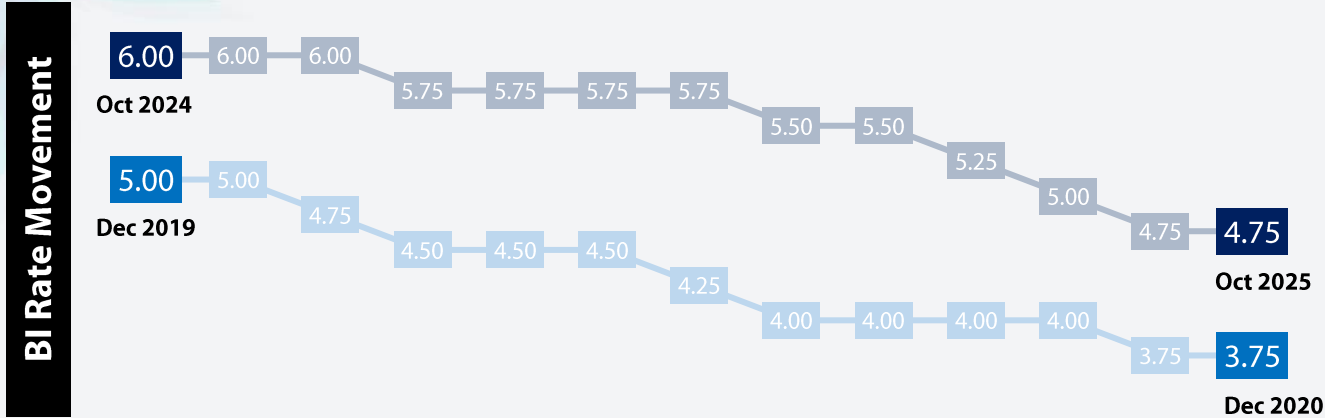 BI Rate Movement
6.00 6.00 6.00 5.75 5.75 5.75 5.75 5.50 5.50 5.25 5.00 4.75 4.75
Oct 2024
Oct 2025
5.00 5.00 4.75 4.50 4.50 4.50 4.25 4.00 4.00 4.00 4.00 3.75 3.75
Dec 2019
Dec 2020